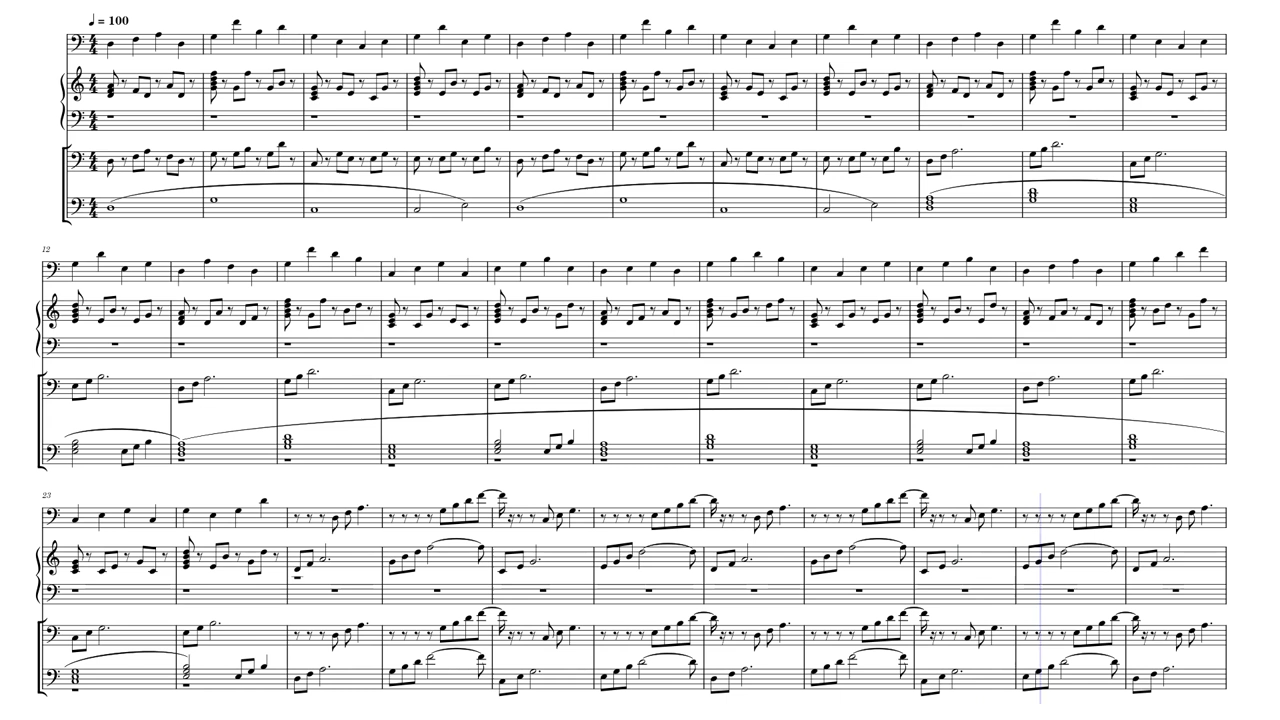 ♩ = 100
12
23